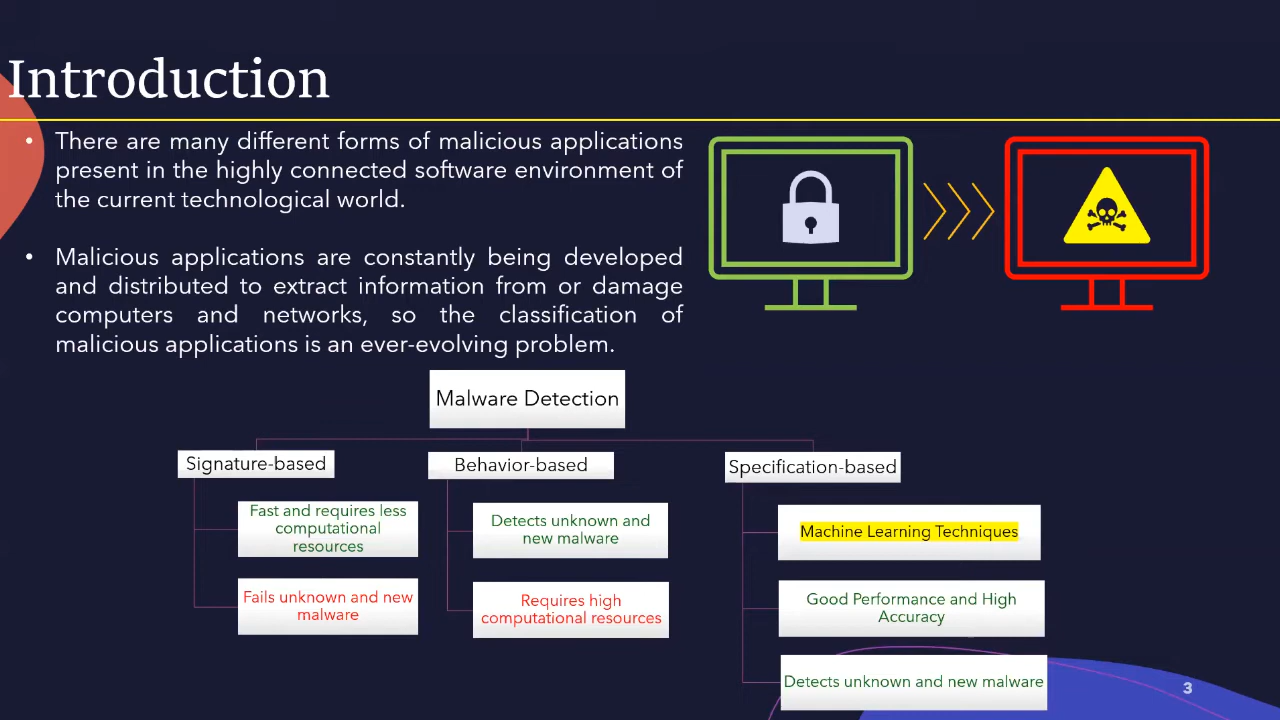 Introduction
• There are many different forms of malicious applications
present in the highly connected software environment of
the current technological world.
• Malicious applications are constantly being developed
and distributed to extract information from or damage
computers and networks, so the classification of
malicious applications is an ever-evolving problem.
Malware Detection
Signature-based
Fast and requires less
computational
resources
Fails unknown and new
malware
Behavior-based
Detects unknown and
new malware
Requires high
computational resources
Specification-based
Machine Learning Techniques
Good Performance and High
Accuracy
Detects unknown and new malware
3